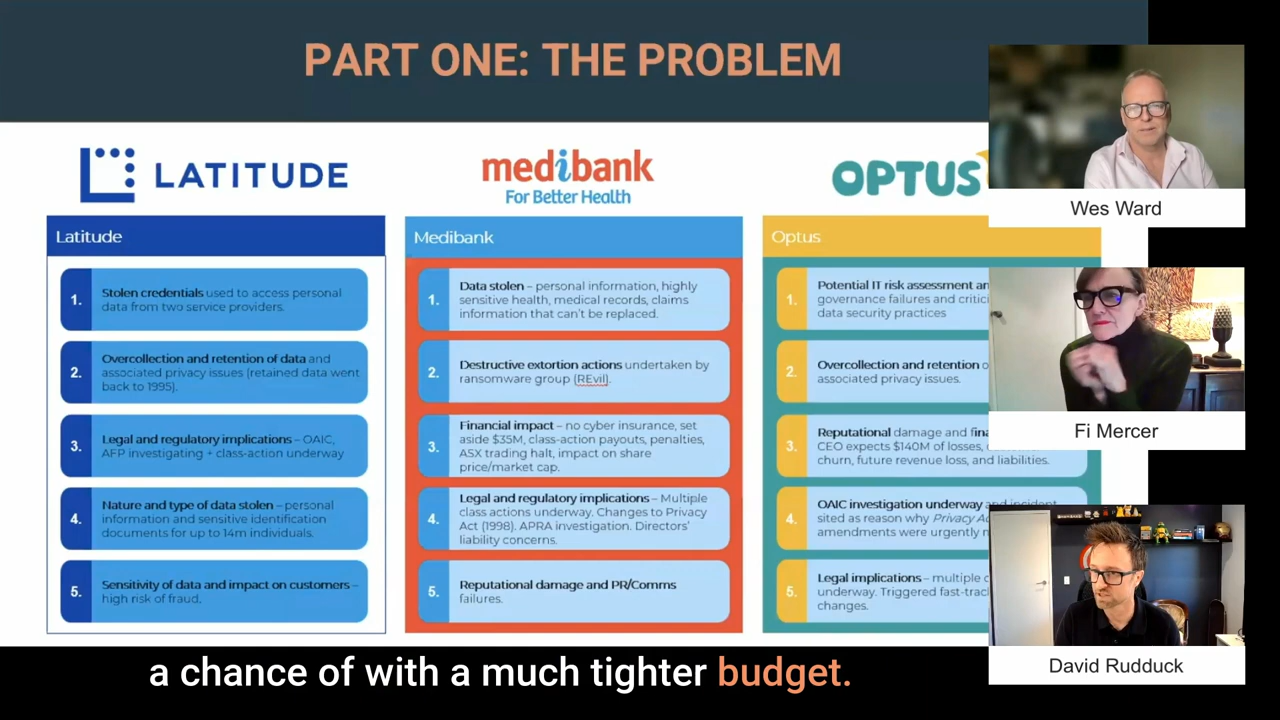 PART ONE: THE PROBLEM
LATITUDE
medibank
For Better Health
OPTUS
Latitude
1.
Stolen credentials used to access personal
data from two service providers.
2.
Overcollection and retention of data and
associated privacy issues (retained data went
back to 1995).
3.
Legal and regulatory implications – OAIC,
AFP investigating + class-action underway
4.
Nature and type of data stolen – personal
information and sensitive identification
documents for up to 14m individuals.
5.
Sensitivity of data and impact on customers –
high risk of fraud.
Medibank
1.
Data stolen – personal information, highly
sensitive health, medical records, claims
information that can't be replaced.
2.
Destructive extortion actions undertaken by
ransomware group (REvil).
3.
Financial impact – no cyber insurance, set
aside $35M, class-action payouts, penalties,
ASX trading halt, impact on share
price/market cap.
4.
Legal and regulatory implications – Multiple
class actions underway. Changes to Privacy
Act (1998). APRA investigation. Directors'
liability concerns.
5.
Reputational damage and PR/Comms
failures.
Optus
1.
Potential IT risk assessment
governance failures and
data security practices
2.
Overcollection and retention
associated privacy issues.
3.
Reputational damage and
CEO expects $140M of losses,
churn, future revenue loss, and liabilities.
4.
OAIC investigation underway and incident
sited as reason why Privacy
amendments were urgently
5.
Legal implications – multiple
underway. Triggered
changes.
Wes Ward
Fi Mercer
David Rudduck
a chance of with a much tighter budget.